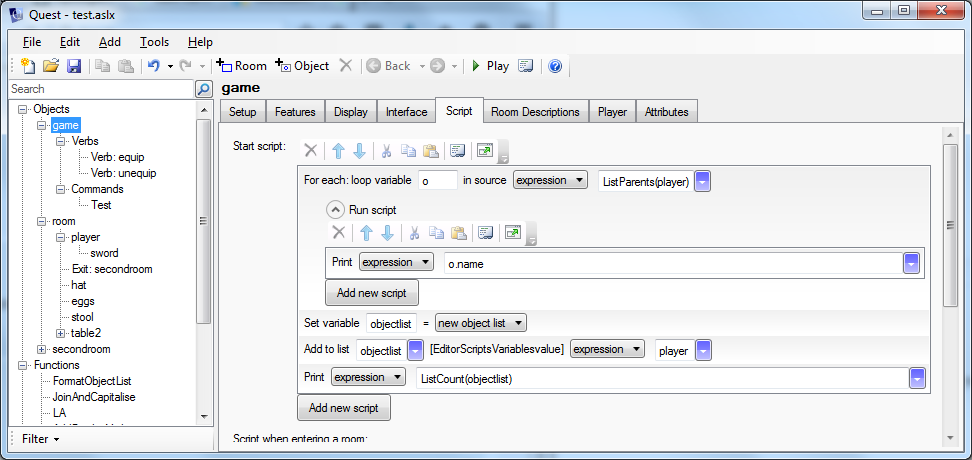 Quest - test.aslx
File Edit Add Tools Help
Room Object Back Play
Search
game
Setup Features Display Interface Script Room Descriptions Player Attributes
Objects
game
Verbs
Verb: equip
Verb: unequip
Commands
Test
room
player
sword
Exit: secondroom
hat
eggs
stool
table2
secondroom
Functions
FormatObjectList
JoinAndCapitalise
LA
Filter
Start script:
For each: loop variable o in source expression ListParents(player)
Run script
Print expression o.name
Add new script
Set variable objectlist = new object list
Add to list objectlist [EditorScriptsVariablesvalue] expression player
Print expression ListCount(objectlist)
Add new script
Script when entering a room: